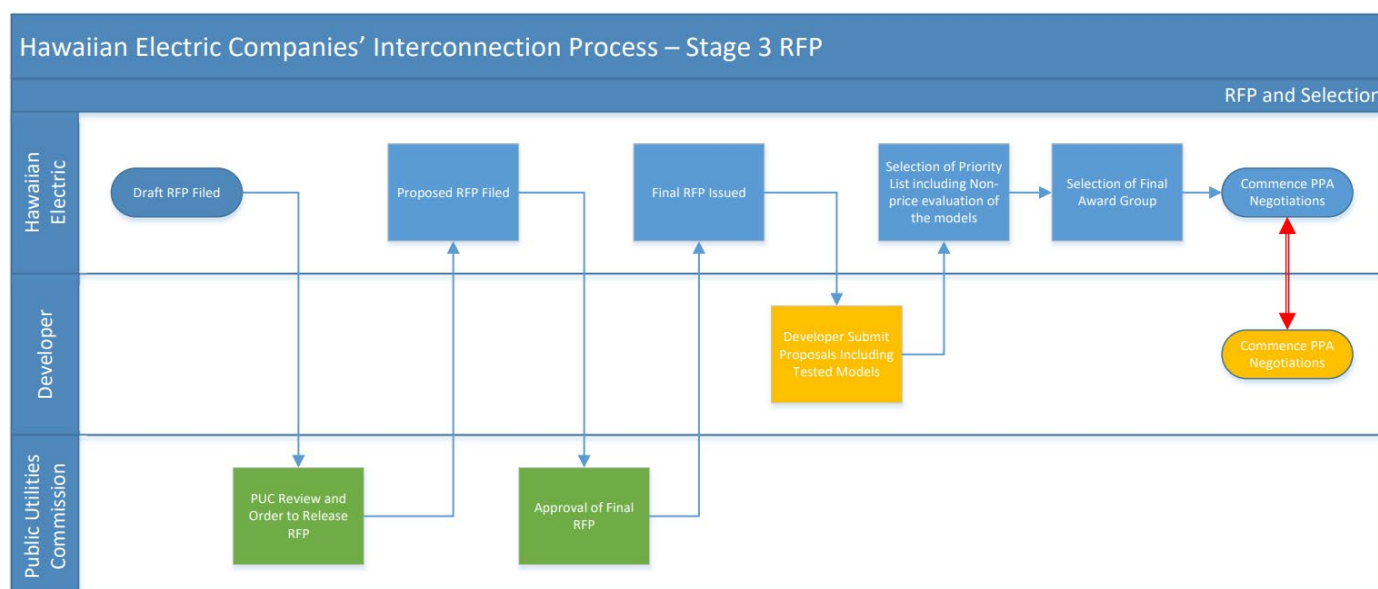 Hawaiian Electric Companies’ Interconnection Process – Stage 3 RFP
RFP and Selection
Hawaiian
Electric
Draft RFP Filed
Proposed RFP Filed
Final RFP Issued
Selection of Priority
List including Non-
price evaluation of
the models
Selection of Final
Award Group
Commence PPA
Negotiations
Developer
Developer Submit
Proposals Including
Tested Models
Commence PPA
Negotiations
Public Utilities
Commission
PUC Review and
Order to Release
RFP
Approval of Final
RFP